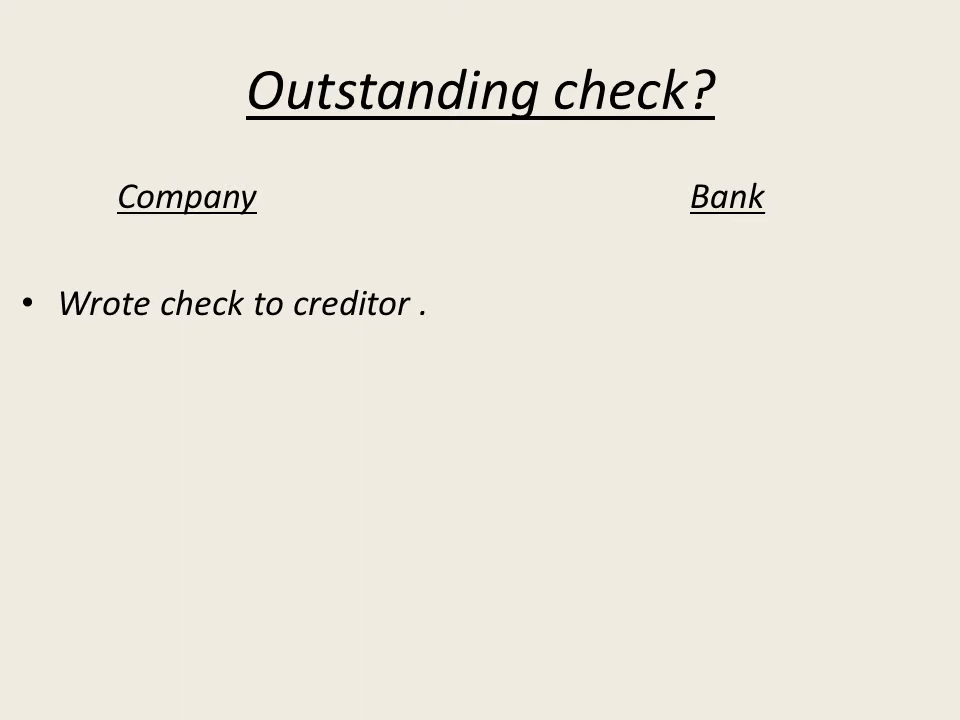 Outstanding check?
Company Bank
• Wrote check to creditor .